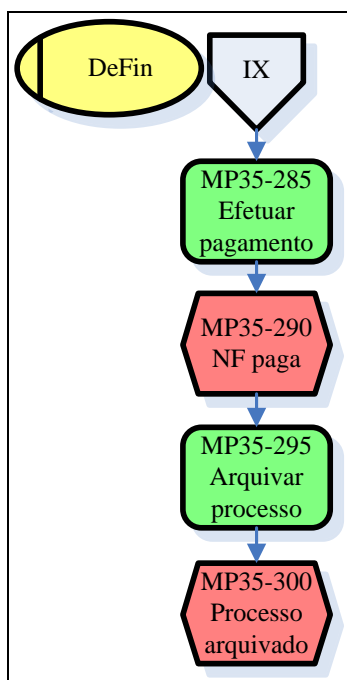 DeFin
IX
MP35-285
Efetuar
pagamento
MP35-290
NF paga
MP35-295
Arquivar
processo
MP35-300
Processo
arquivado